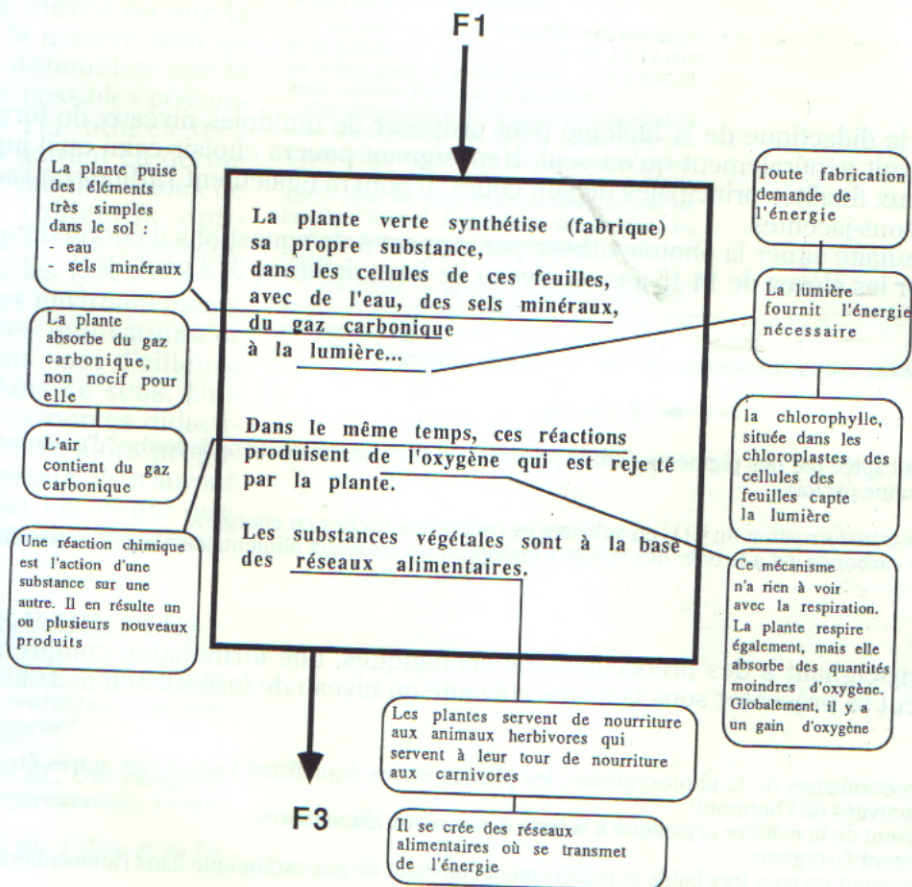 F1
La plante puise
des éléments
très simples
dans le sol :
- eau
- sels minéraux
La plante
absorbe du gaz
carbonique,
non nocif pour
elle
L'air
contient du gaz
carbonique
Une réaction chimique
est l'action d'une
substance sur une
autre. Il en résulte un
ou plusieurs nouveaux
produits
La plante verte synthétise (fabrique)
sa propre substance,
dans les cellules de ces feuilles,
avec de l'eau, des sels minéraux,
du gaz carbonique
à la lumière...
Dans le même temps, ces réactions
produisent de l'oxygène qui est rejeté
par la plante.
Les substances végétales sont à la base
des réseaux alimentaires.
Toute fabrication
demande de
l'énergie
La lumière
fournit l'énergie
nécessaire
la chlorophylle,
située dans les
chloroplastes des
cellules des
feuilles capte
la lumière
Ce mécanisme
n'a rien à voir
avec la respiration.
La plante respire
également, mais elle
absorbe des quantités
moindres d'oxygène.
Globalement, il y a
un gain d'oxygène
Les plantes servent de nourriture
aux animaux herbivores qui
servent à leur tour de nourriture
aux carnivores
Il se crée des réseaux
alimentaires où se transmet
de l'énergie
F3